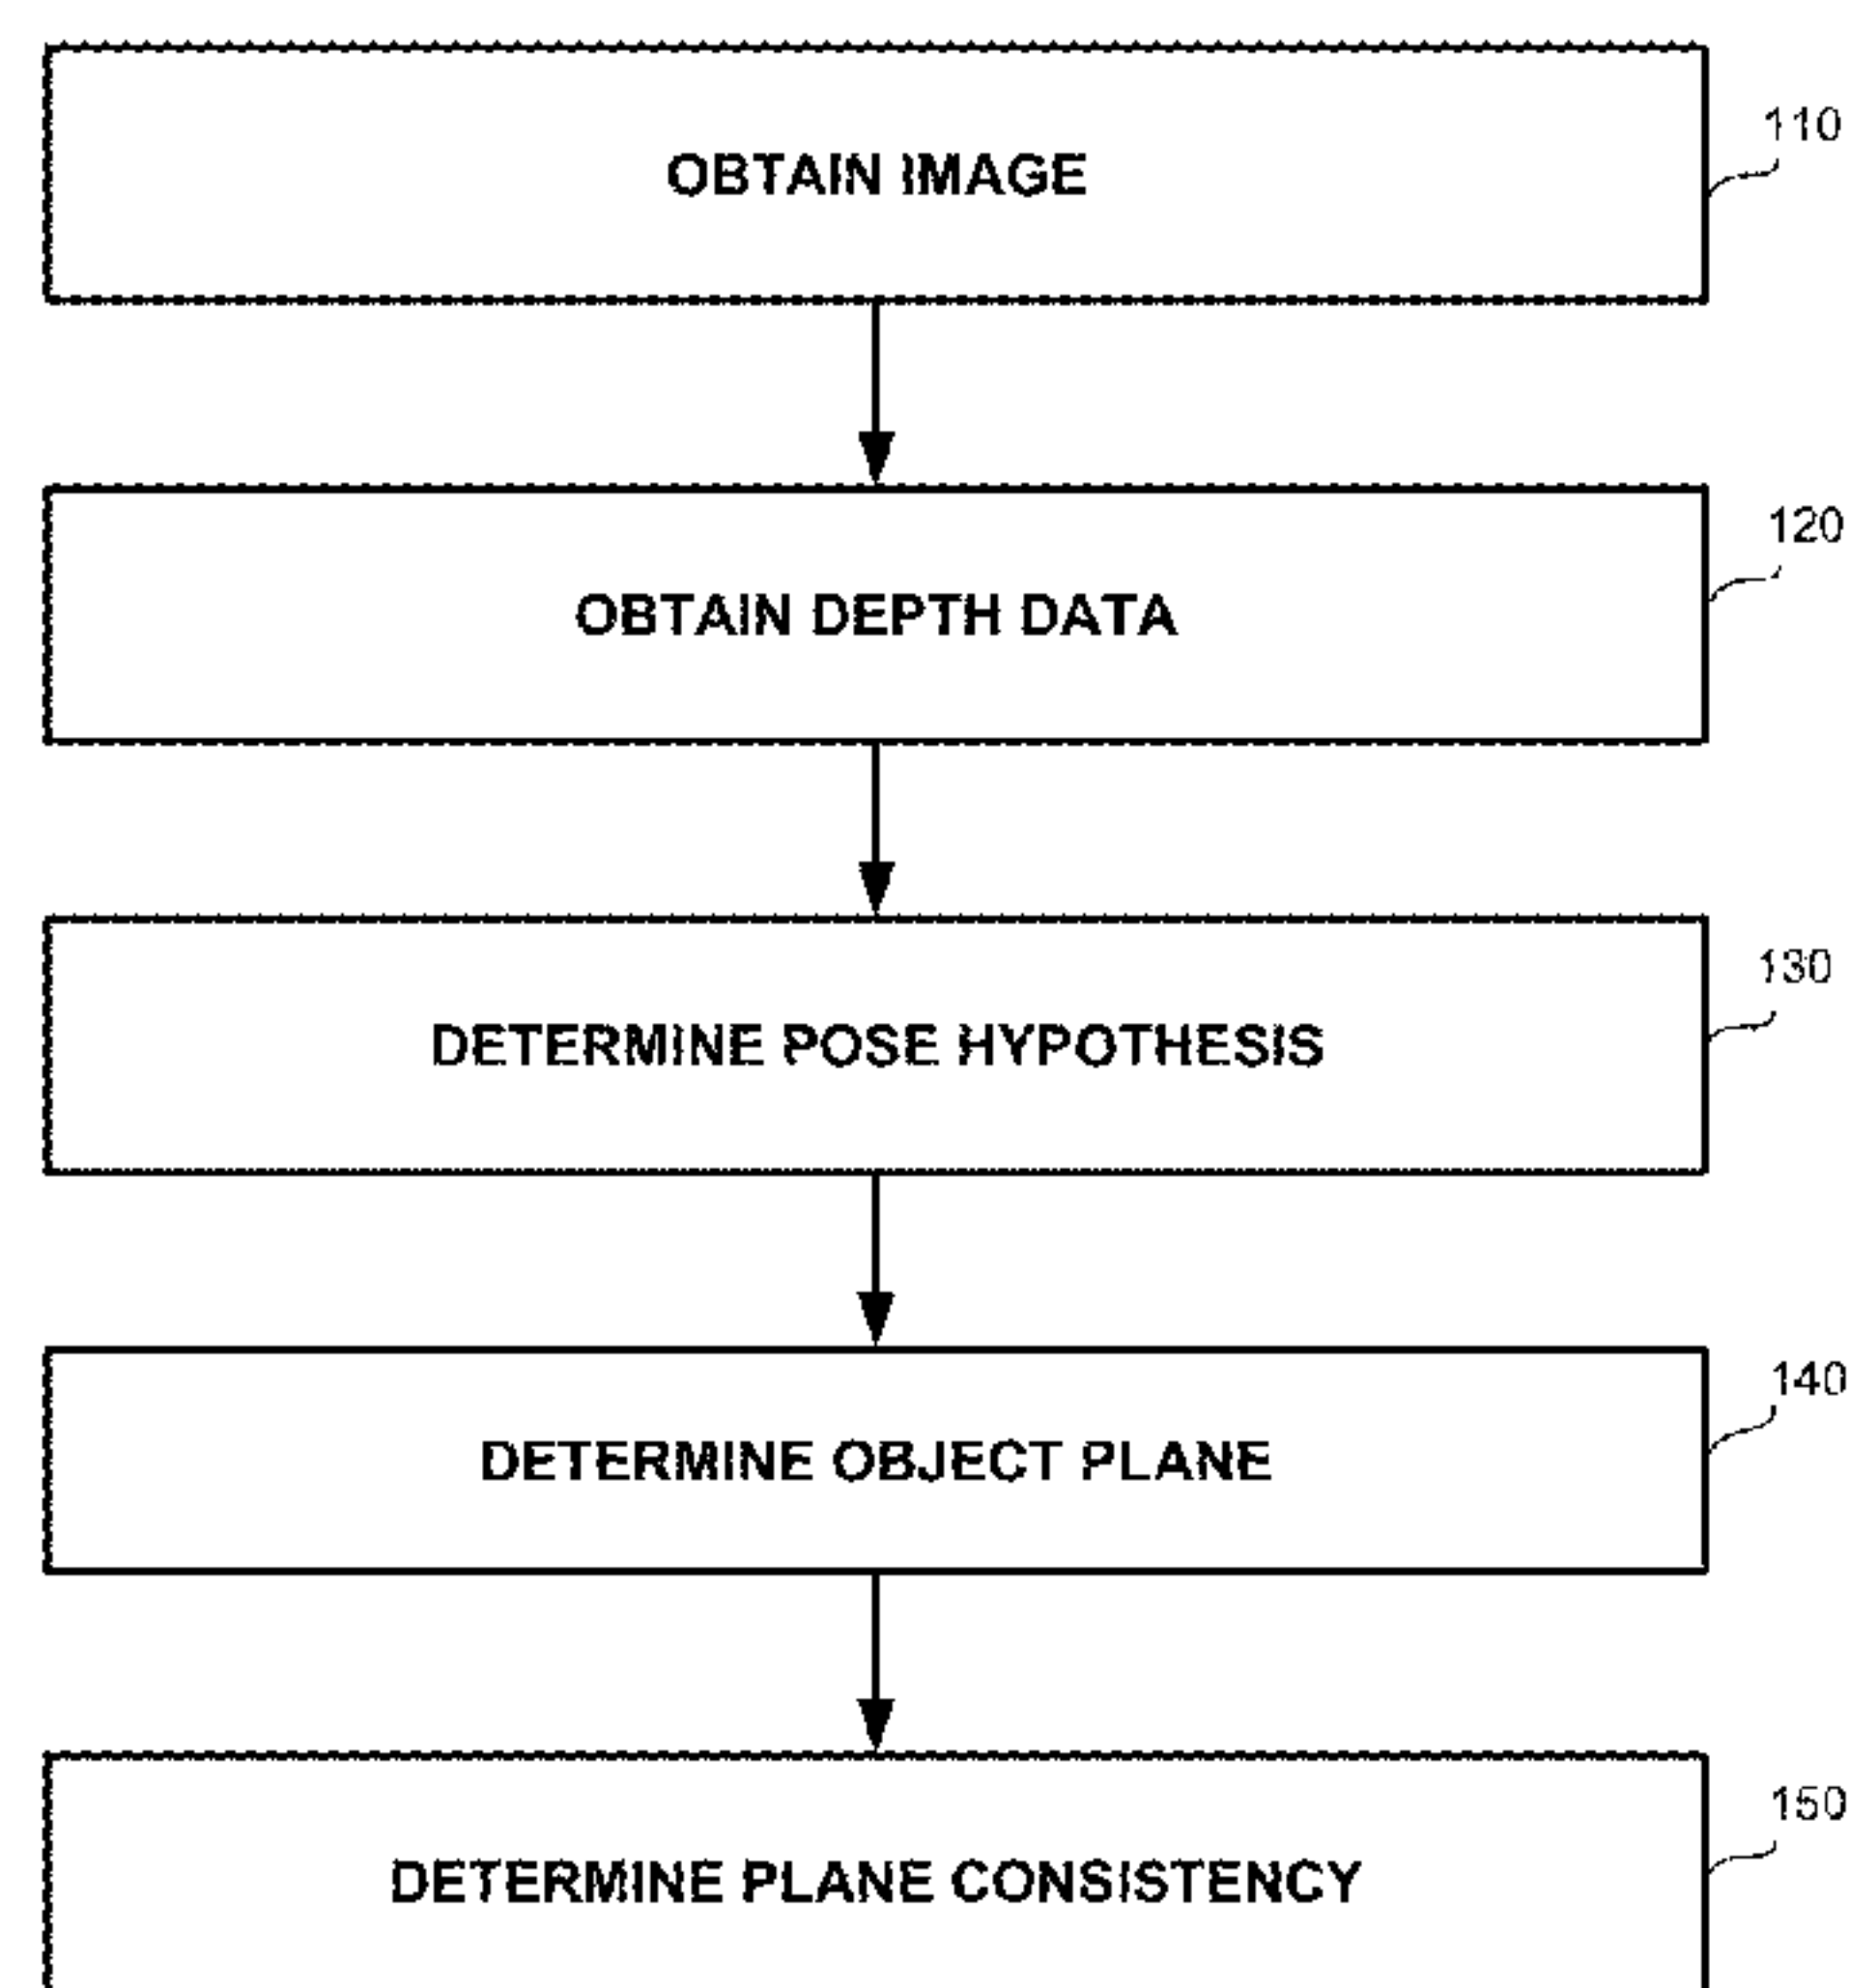 OBTAIN IMAGE
110
OBTAIN DEPTH DATA
120
DETERMINE POSE HYPOTHESIS
130
DETERMINE OBJECT PLANE
140
DETERMINE PLANE CONSISTENCY
150